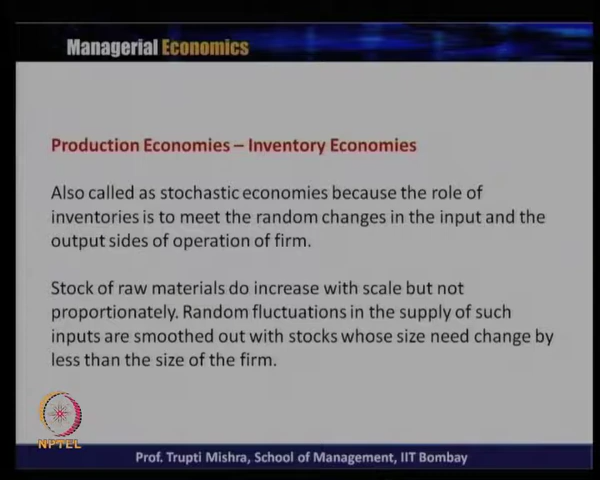 Managerial Economics
Production Economies – Inventory Economies
Also called as stochastic economies because the role of
inventories is to meet the random changes in the input and the
output sides of operation of firm.
Stock of raw materials do increase with scale but not
proportionately. Random fluctuations in the supply of such
inputs are smoothed out with stocks whose size need change by
less than the size of the firm.
NPTEL
Prof. Trupti Mishra, School of Management, IIT Bombay